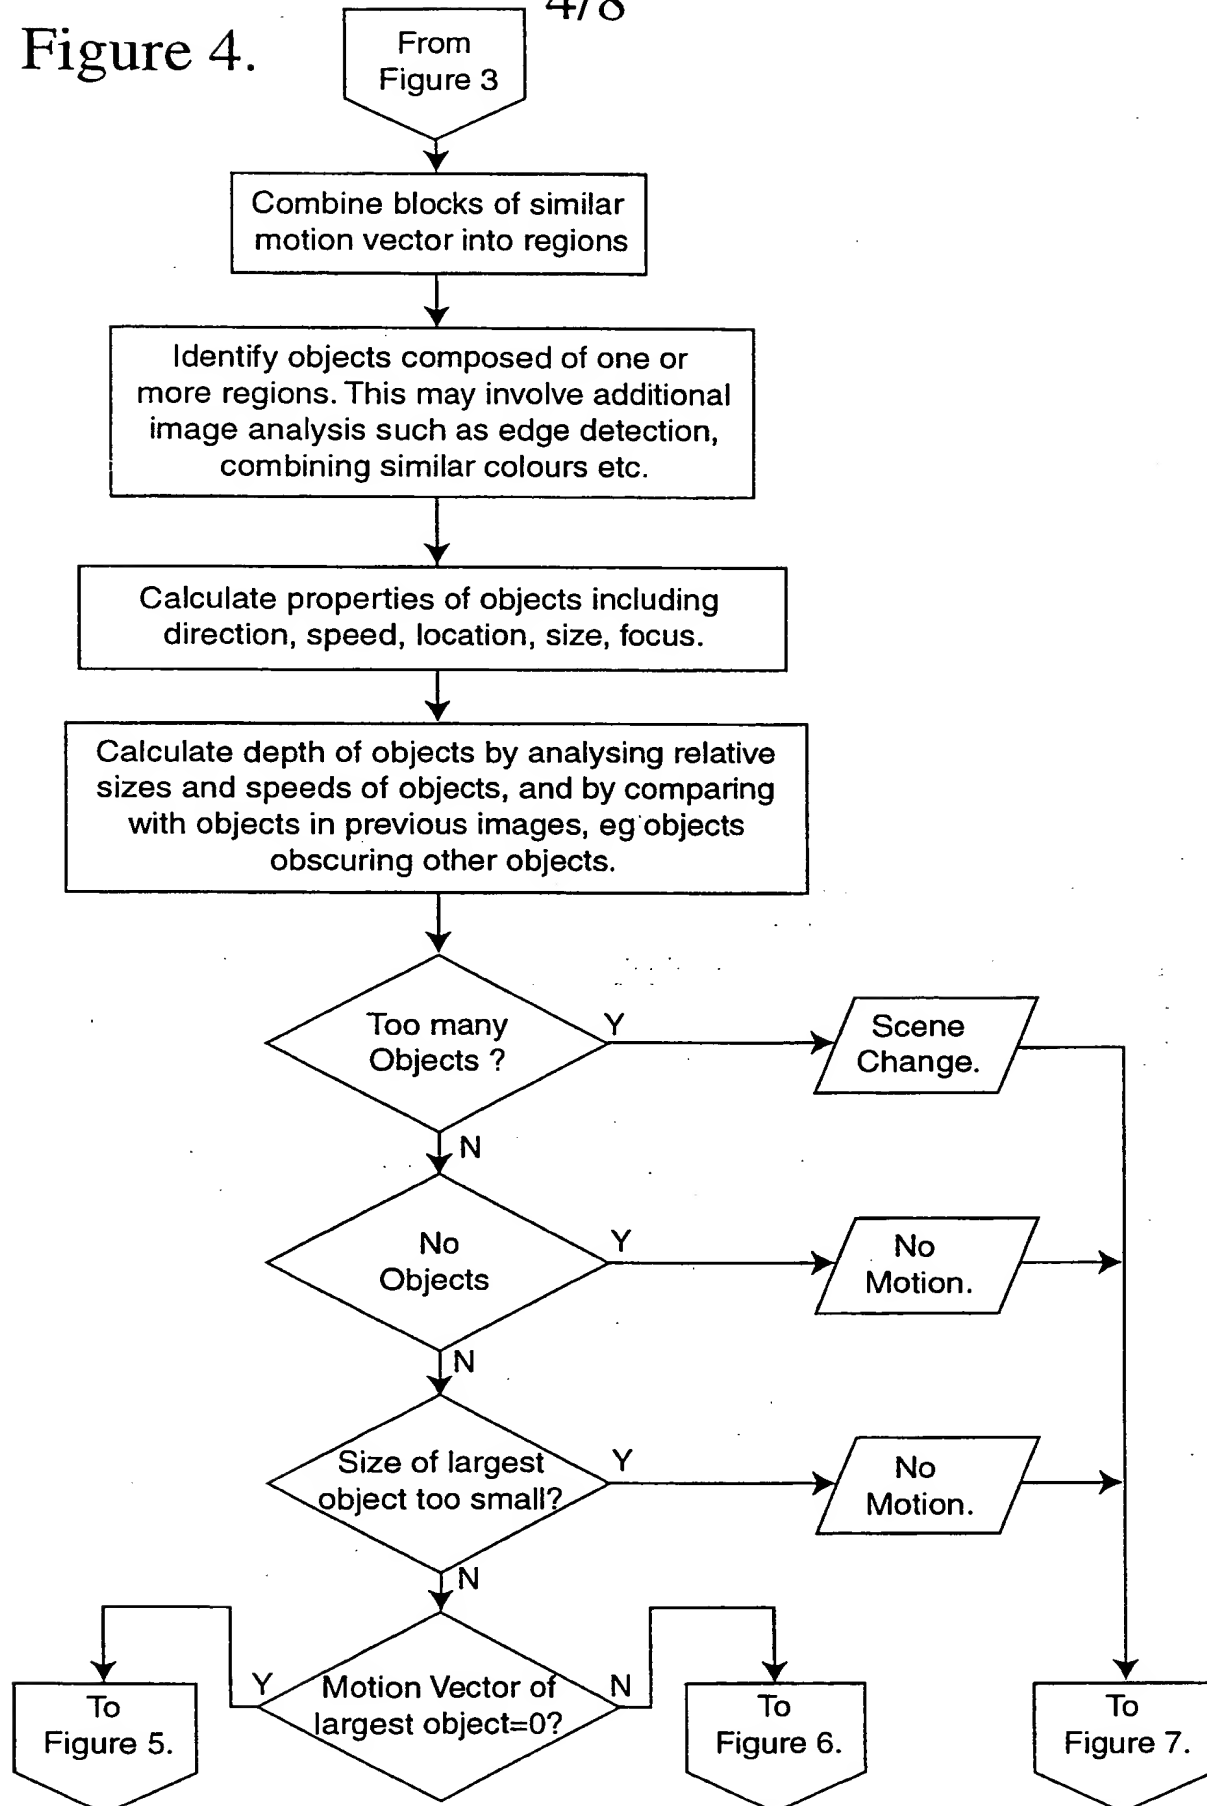 4/8
Figure 4.
From
Figure 3
Combine blocks of similar
motion vector into regions
Identify objects composed of one or
more regions. This may involve additional
image analysis such as edge detection,
combining similar colours etc.
Calculate properties of objects including
direction, speed, location, size, focus.
Calculate depth of objects by analysing relative
sizes and speeds of objects, and by comparing
with objects in previous images, eg objects
obscuring other objects.
Too many
Objects ?
Y
Scene
Change.
N
No
Objects
Y
No
Motion.
N
Size of largest
object too small?
Y
No
Motion.
N
Motion Vector of
largest object=0?
Y
N
To
Figure 5.
To
Figure 6.
To
Figure 7.